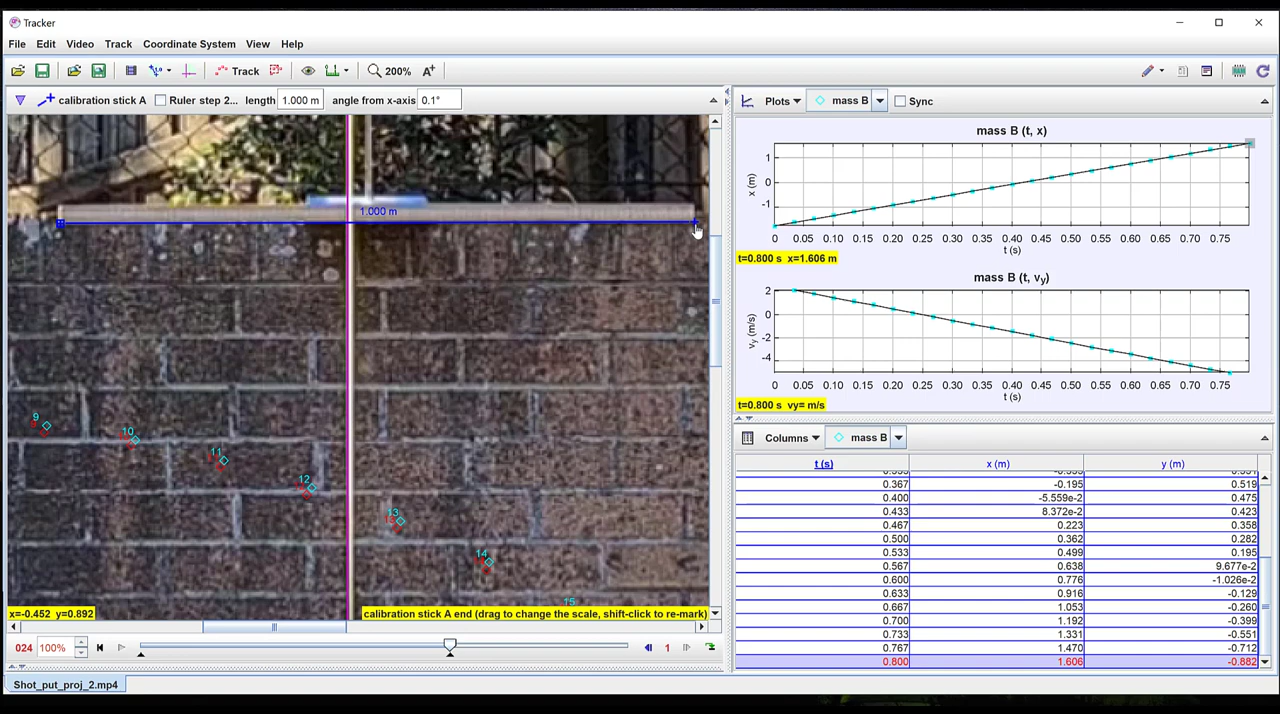 Tracker
File Edit Video Track Coordinate System View Help
Track 200% A+
calibration stick A Ruler step 2... length 1.000 m angle from x-axis 0.1°
1.000 m
9
10
11
12
13
14
15
x=-0.452 y=0.892
calibration stick A end (drag to change the scale, shift-click to re-mark)
024 100% 1
Shot_put_proj_2.mp4
Plots mass B Sync
mass B (t, x)
x (m)
1
0
-1
0 0.05 0.10 0.15 0.20 0.25 0.30 0.35 0.40 0.45 0.50 0.55 0.60 0.65 0.70 0.75
t (s)
t=0.800 s x=1.606 m
mass B (t, vy)
vy (m/s)
2
0
-2
-4
0 0.05 0.10 0.15 0.20 0.25 0.30 0.35 0.40 0.45 0.50 0.55 0.60 0.65 0.70 0.75
t (s)
t=0.800 s vy= m/s
Columns mass B
t (s) x (m) y (m)
0.367 -0.195 0.519
0.400 -5.559e-2 0.475
0.433 8.372e-2 0.423
0.467 0.223 0.358
0.500 0.362 0.282
0.533 0.499 0.195
0.567 0.638 9.677e-2
0.600 0.776 -1.026e-2
0.633 0.916 -0.129
0.667 1.053 -0.260
0.700 1.192 -0.399
0.733 1.331 -0.551
0.767 1.470 -0.712
0.800 1.606 -0.882